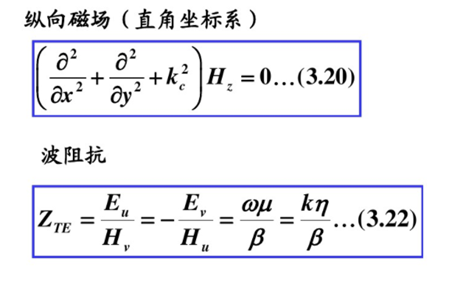 纵向磁场（直角坐标系）
(∂²/∂x² + ∂²/∂y² + k_c²) H_z = 0…(3.20)
波阻抗
Z_TE = E_u/H_v = −E_v/H_u = ωμ/β = kη/β …(3.22)